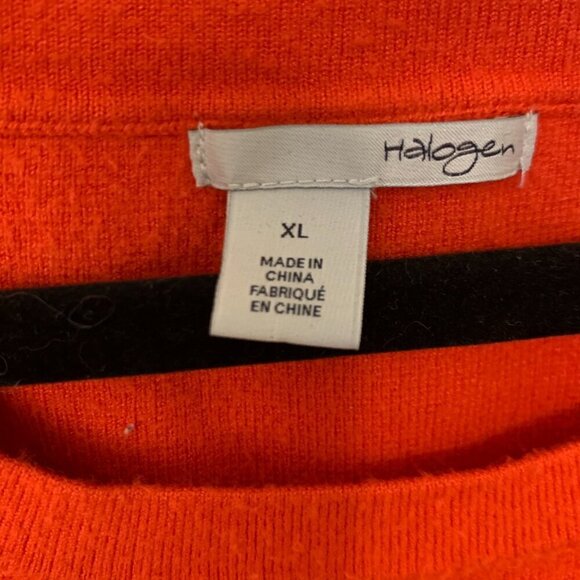 Halogen
XL
MADE IN
CHINA
FABRIQUÉ
EN CHINE